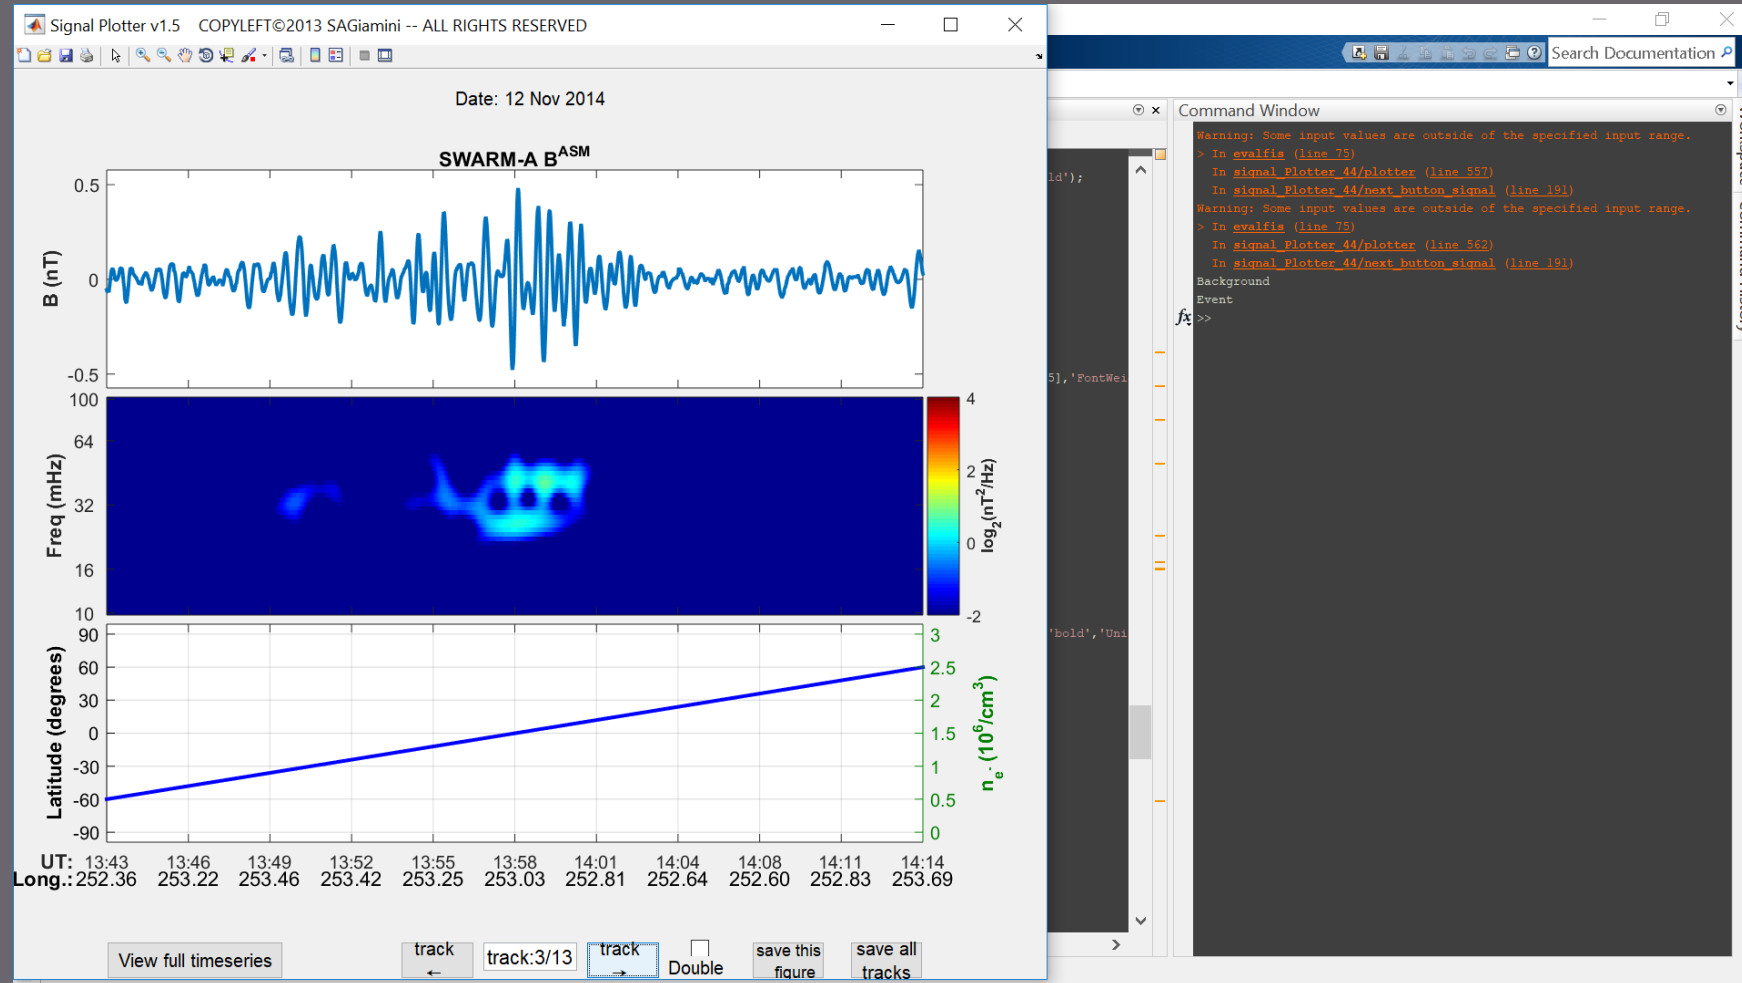 Signal Plotter v1.5    COPYLEFT©2013 SAGiamini -- ALL RIGHTS RESERVED
Search Documentation
Date: 12 Nov 2014
SWARM-A B^ASM
0.5
0
-0.5
B (nT)
100
64
32
16
10
Freq (mHz)
4
2
0
-2
log2(nT²/Hz)
90
60
30
0
-30
-60
-90
Latitude (degrees)
3
2.5
2
1.5
1
0.5
0
ne - (10⁶/cm³)
UT: 13:43 13:46 13:49 13:52 13:55 13:58 14:01 14:04 14:08 14:11 14:14
Long.: 252.36 253.22 253.46 253.42 253.25 253.03 252.81 252.64 252.60 252.83 253.69
View full timeseries
track
←
track:3/13
track
→
Double
save this
figure
save all
tracks
ld');
5],'FontWei
'bold','Uni
Command Window
Warning: Some input values are outside of the specified input range.
> In evalfis (line 75)
In signal_Plotter_44/plotter (line 557)
In signal_Plotter_44/next_button_signal (line 191)
Warning: Some input values are outside of the specified input range.
> In evalfis (line 75)
In signal_Plotter_44/plotter (line 562)
In signal_Plotter_44/next_button_signal (line 191)
Background
Event
fx >>